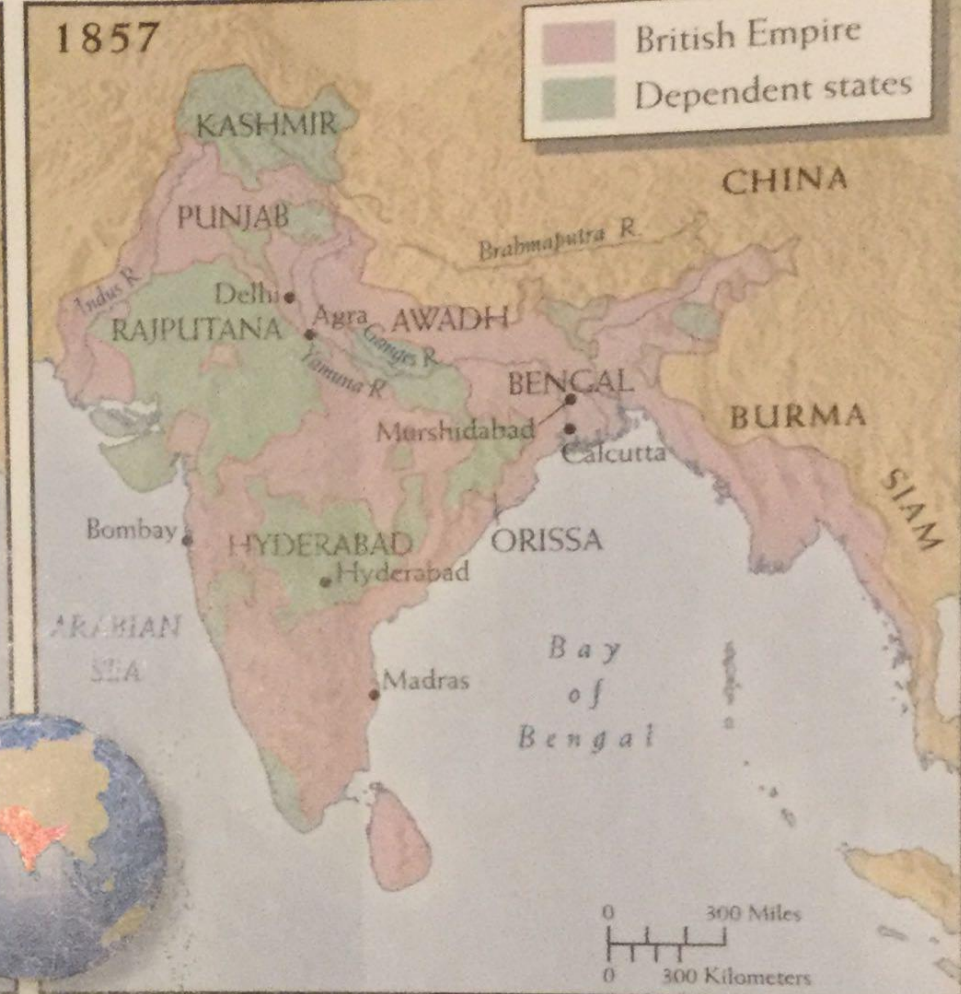 1857
British Empire
Dependent states
KASHMIR
CHINA
PUNJAB
Brahmaputra R.
Indus R.
Delhi
Agra
AWADH
RAJPUTANA
Ganges R.
Yamuna R.
BENGAL
BURMA
Murshidabad
Calcutta
SIAM
Bombay
HYDERABAD
ORISSA
Hyderabad
ARABIAN
SEA
Bay
of
Bengal
Madras
0 300 Miles
0 300 Kilometers